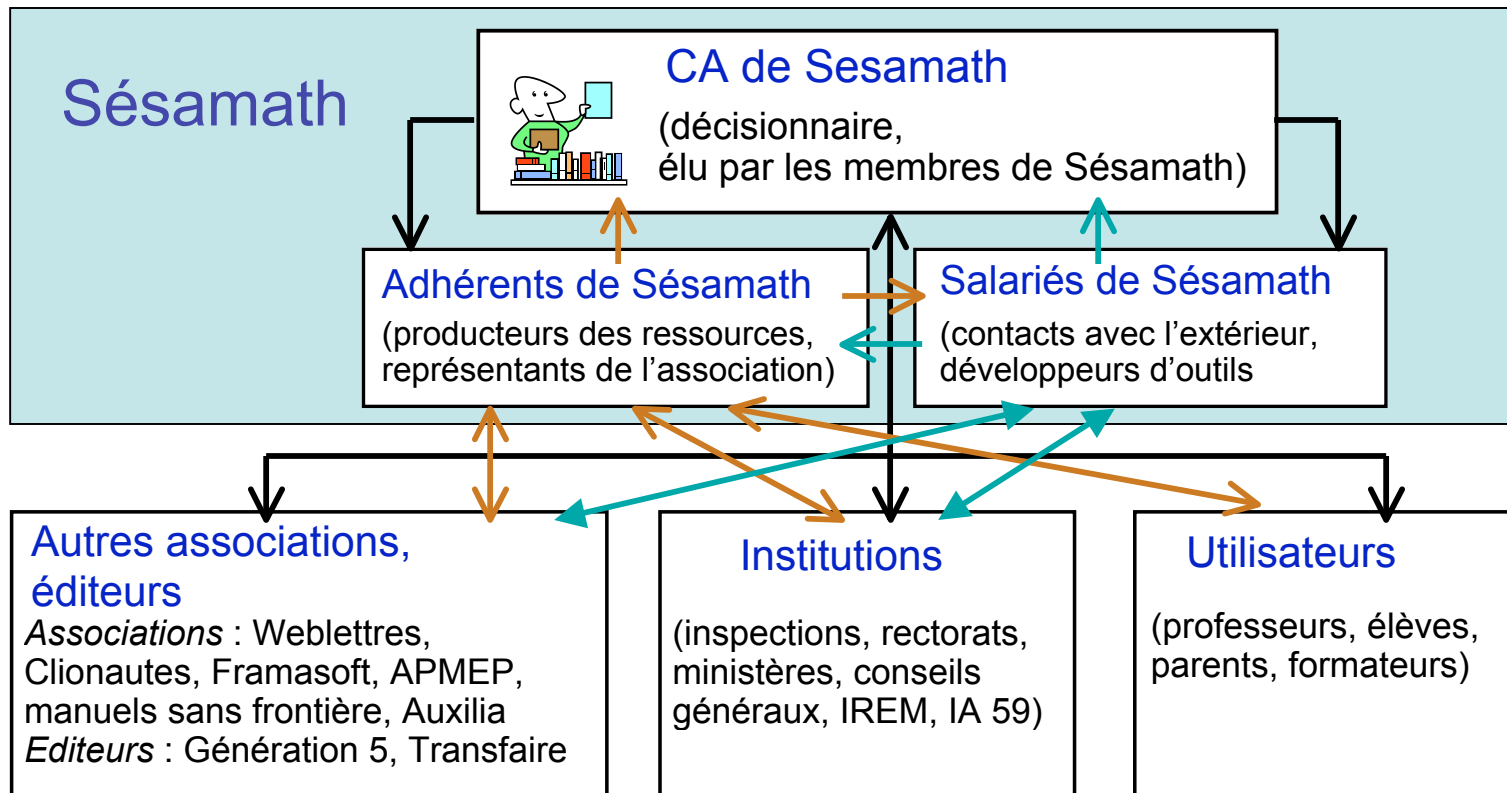 Sésamath
CA de Sesamath
(décisionnaire,
élu par les membres de Sésamath)
Adhérents de Sésamath
(producteurs des ressources,
représentants de l’association)
Salariés de Sésamath
(contacts avec l’extérieur,
développeurs d’outils
Autres associations,
éditeurs
Associations : Weblettres,
Clionautes, Framasoft, APMEP,
manuels sans frontière, Auxilia
Editeurs : Génération 5, Transfaire
Institutions
(inspections, rectorats,
ministères, conseils
généraux, IREM, IA 59)
Utilisateurs
(professeurs, élèves,
parents, formateurs)